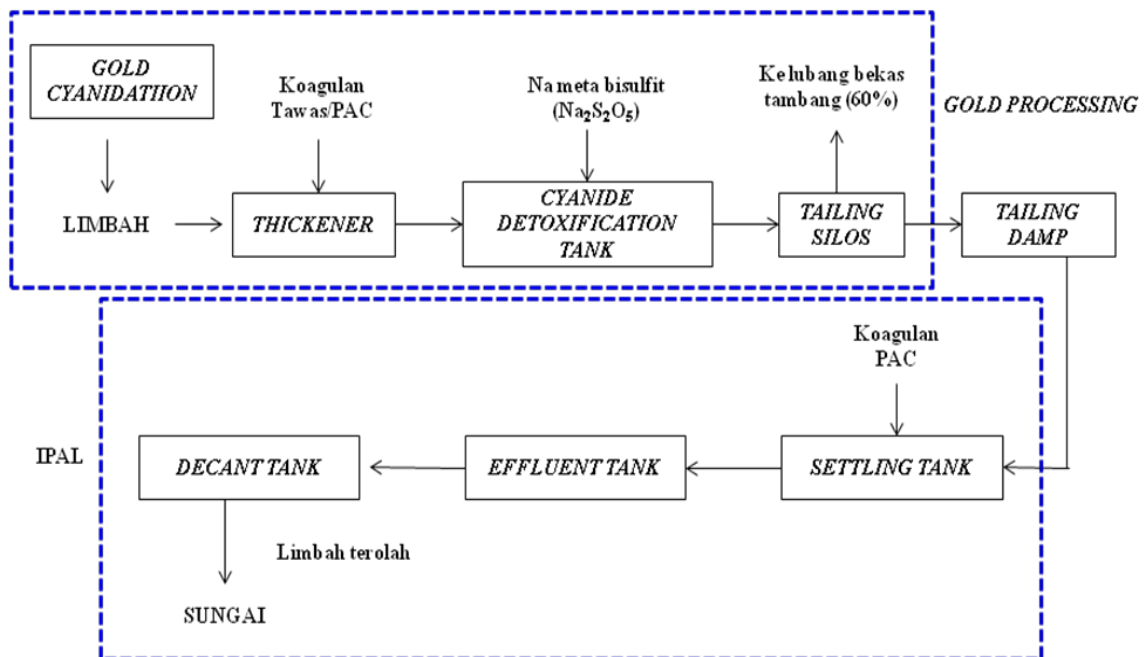 GOLD
CYANIDATIION
Koagulan
Tawas/PAC
Na meta bisulfit
(Na₂S₂O₅)
Kelubang bekas
tambang (60%)
GOLD PROCESSING
LIMBAH
THICKENER
CYANIDE
DETOXIFICATION
TANK
TAILING
SILOS
TAILING
DAMP
Koagulan
PAC
IPAL
DECANT TANK
EFFLUENT TANK
SETTLING TANK
Limbah terolah
SUNGAI